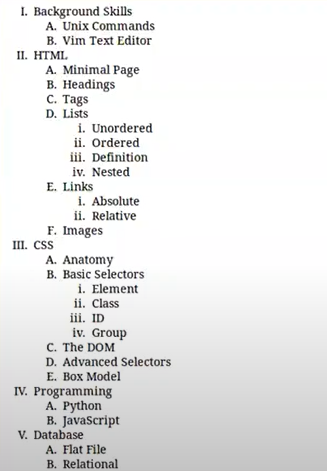 I. Background Skills
A. Unix Commands
B. Vim Text Editor
II. HTML
A. Minimal Page
B. Headings
C. Tags
D. Lists
i. Unordered
ii. Ordered
iii. Definition
iv. Nested
E. Links
i. Absolute
ii. Relative
F. Images
III. CSS
A. Anatomy
B. Basic Selectors
i. Element
ii. Class
iii. ID
iv. Group
C. The DOM
D. Advanced Selectors
E. Box Model
IV. Programming
A. Python
B. JavaScript
V. Database
A. Flat File
B. Relational